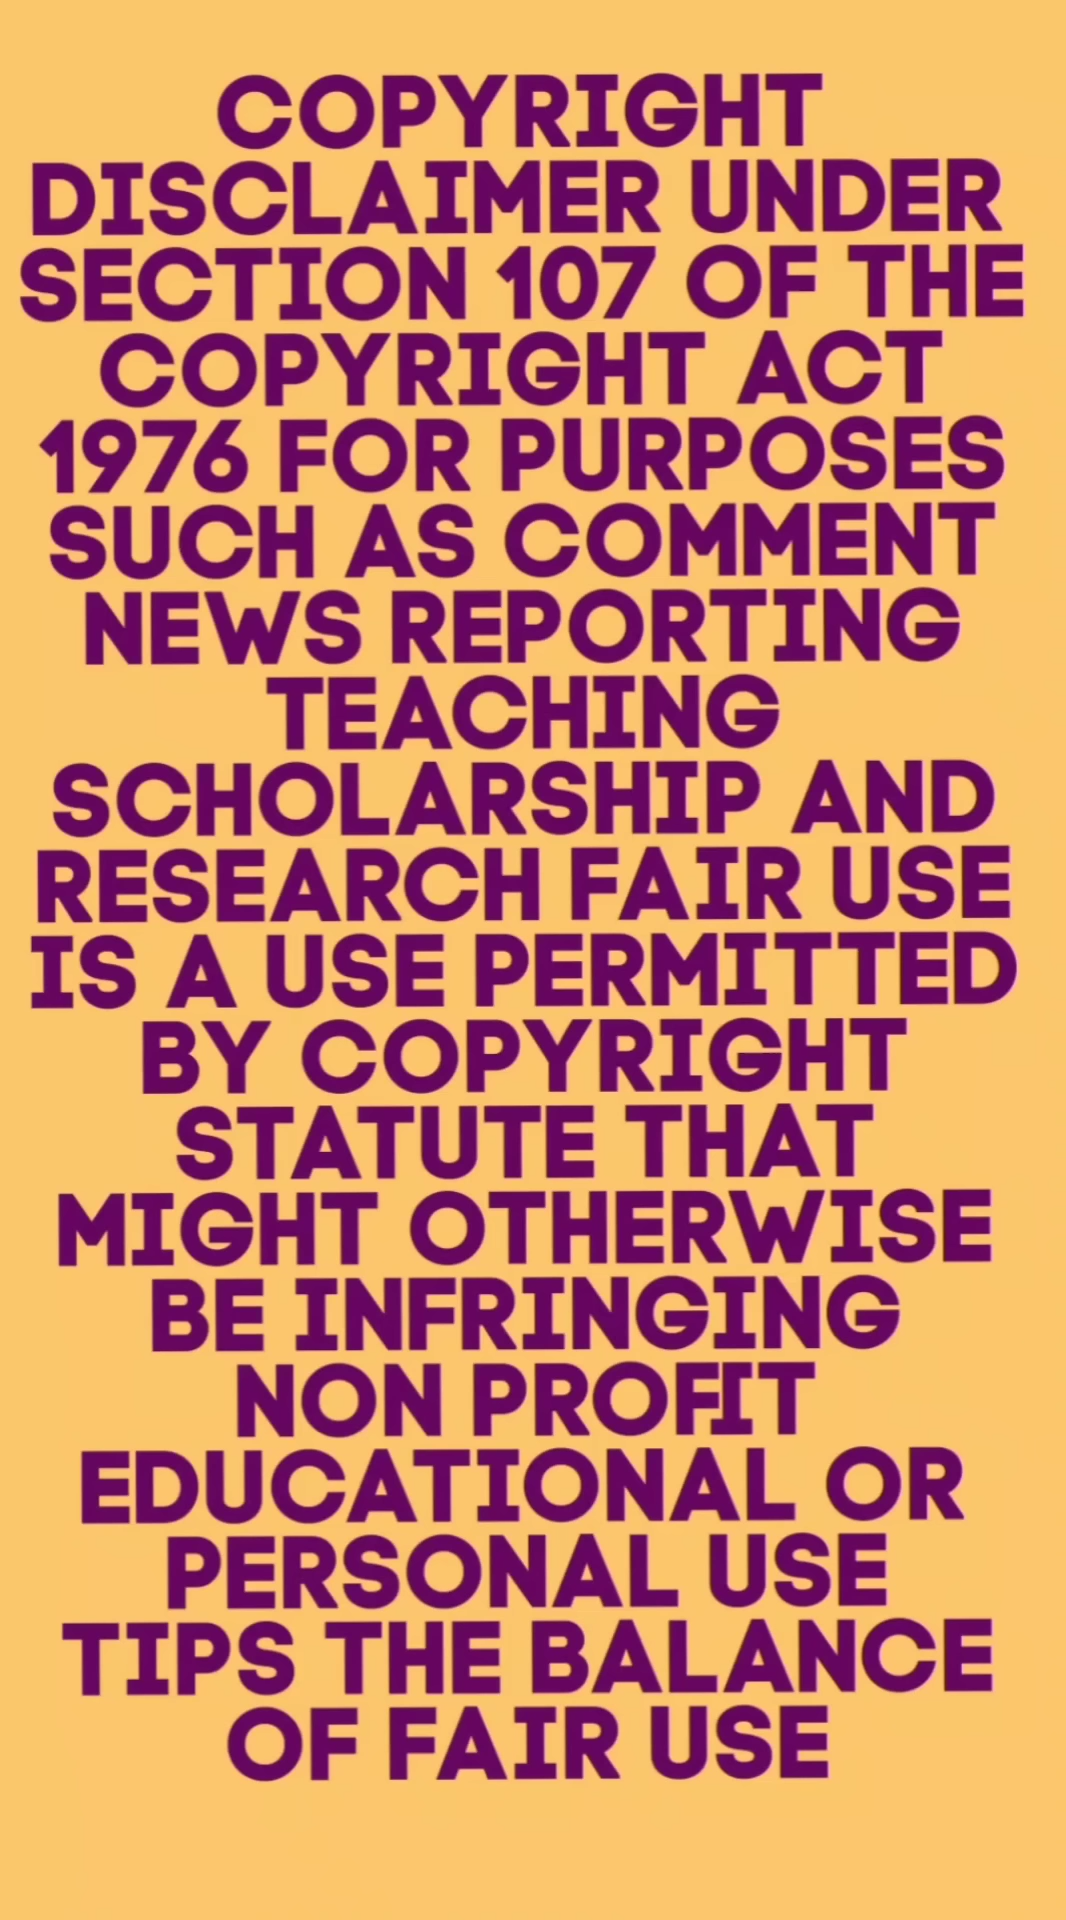 COPYRIGHT
DISCLAIMER UNDER
SECTION 107 OF THE
COPYRIGHT ACT
1976 FOR PURPOSES
SUCH AS COMMENT
NEWS REPORTING
TEACHING
SCHOLARSHIP AND
RESEARCH FAIR USE
IS A USE PERMITTED
BY COPYRIGHT
STATUTE THAT
MIGHT OTHERWISE
BE INFRINGING
NON PROFIT
EDUCATIONAL OR
PERSONAL USE
TIPS THE BALANCE
OF FAIR USE